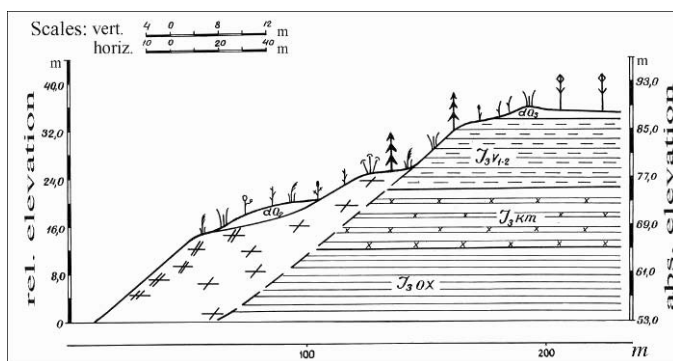 Scales: vert. 4 0 8 12 m
horiz. 10 0 20 40 m
m
40,0
32,0
24,0
16,0
8,0
0
rel. elevation
m
93,0
85,0
77,0
69,0
61,0
53,0
abs. elevation
dQ₃
J₃V₁₋₂
J₃km
J₃OX
100
200
m